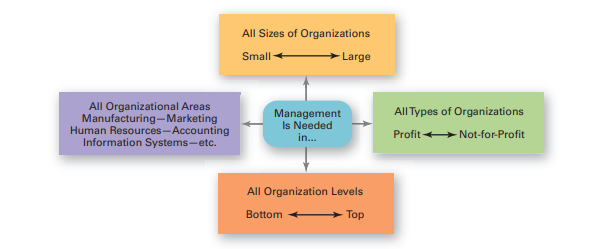 All Sizes of Organizations
Small Large
All Organizational Areas
Manufacturing—Marketing
Human Resources—Accounting
Information Systems—etc.
Management
Is Needed
in...
All Types of Organizations
Profit Not-for-Profit
All Organization Levels
Bottom Top